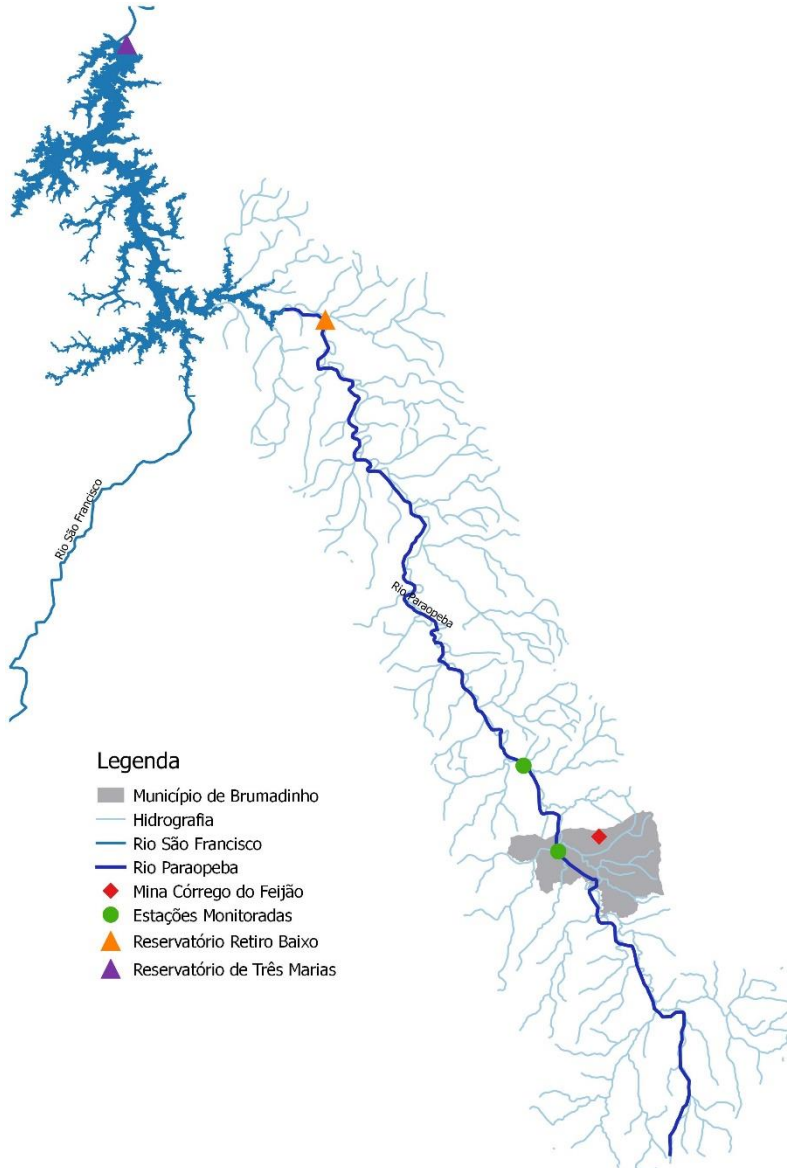 Rio São Francisco
Rio Paraopeba
Legenda
Município de Brumadinho
Hidrografia
Rio São Francisco
Rio Paraopeba
Mina Córrego do Feijão
Estações Monitoradas
Reservatório Retiro Baixo
Reservatório de Três Marias